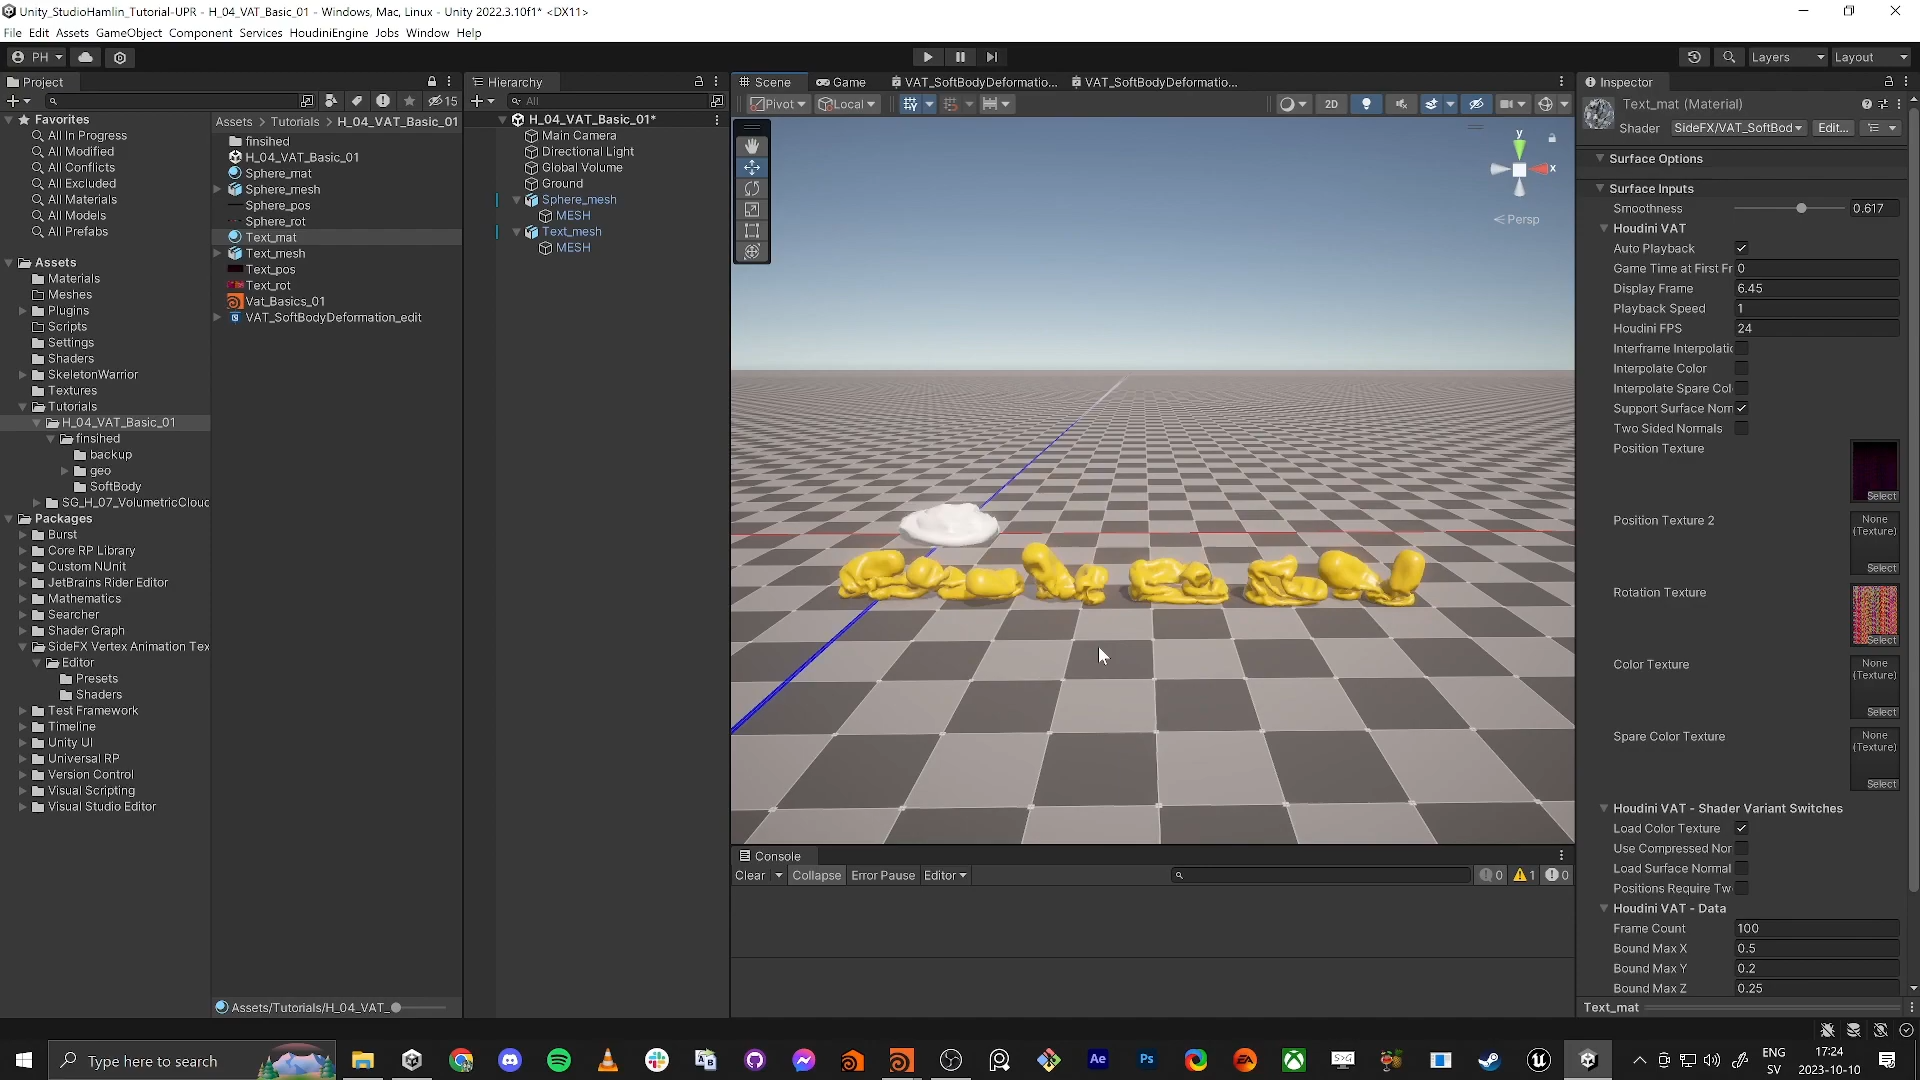 Unity_StudioHamlin_Tutorial-UPR - H_04_VAT_Basic_01 - Windows, Mac, Linux - Unity 2022.3.10f1* <DX11>
File Edit Assets GameObject Component Services HoudiniEngine Jobs Window Help
PH
Layers
Layout
Project
15
Favorites
All In Progress
All Modified
All Conflicts
All Excluded
All Materials
All Models
All Prefabs
Assets
Materials
Meshes
Plugins
Scripts
Settings
Shaders
SkeletonWarrior
Textures
Tutorials
H_04_VAT_Basic_01
finsihed
backup
geo
SoftBody
SG_H_07_VolumetricClouc
Packages
Burst
Core RP Library
Custom NUnit
JetBrains Rider Editor
Mathematics
Searcher
Shader Graph
SideFX Vertex Animation Tex
Editor
Presets
Shaders
Test Framework
Timeline
Unity UI
Universal RP
Version Control
Visual Scripting
Visual Studio Editor
Assets > Tutorials > H_04_VAT_Basic_01
finsihed
H_04_VAT_Basic_01
Sphere_mat
Sphere_mesh
Sphere_pos
Sphere_rot
Text_mat
Text_mesh
Text_pos
Text_rot
Vat_Basics_01
VAT_SoftBodyDeformation_edit
Assets/Tutorials/H_04_VAT_
Hierarchy
All
H_04_VAT_Basic_01*
Main Camera
Directional Light
Global Volume
Ground
Sphere_mesh
MESH
Text_mesh
MESH
Scene Game VAT_SoftBodyDeformatio... VAT_SoftBodyDeformatio...
Pivot Local 2D
y
x
< Persp
Console
Clear Collapse Error Pause Editor 0 1 0
Inspector
Text_mat (Material)
Shader SideFX/VAT_SoftBod Edit...
Surface Options
Surface Inputs
Smoothness 0.617
Houdini VAT
Auto Playback
Game Time at First Fr 0
Display Frame 6.45
Playback Speed 1
Houdini FPS 24
Interframe Interpolatic
Interpolate Color
Interpolate Spare Col
Support Surface Norn
Two Sided Normals
Position Texture
Select
Position Texture 2 None
(Texture)
Select
Rotation Texture
Select
Color Texture None
(Texture)
Select
Spare Color Texture None
(Texture)
Select
Houdini VAT - Shader Variant Switches
Load Color Texture
Use Compressed Nor
Load Surface Normal
Positions Require Tw
Houdini VAT - Data
Frame Count 100
Bound Max X 0.5
Bound Max Y 0.2
Bound Max Z 0.25
Text_mat
Type here to search
Ae Ps EA
ENG
SV
17:24
2023-10-10